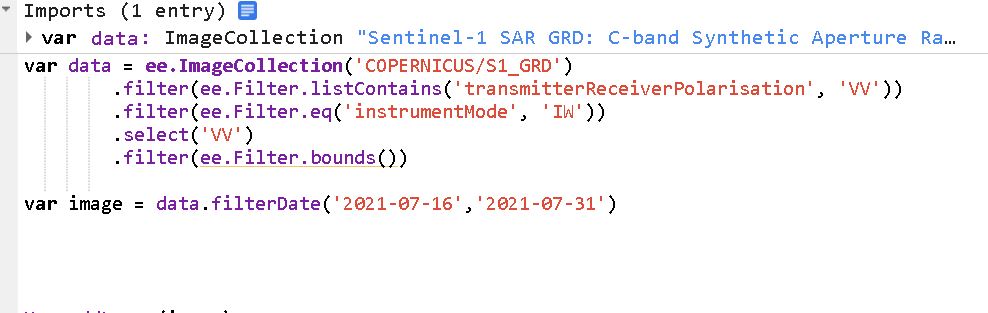 Imports (1 entry)
var data: ImageCollection "Sentinel-1 SAR GRD: C-band Synthetic Aperture Ra…
var data = ee.ImageCollection('COPERNICUS/S1_GRD')
.filter(ee.Filter.listContains('transmitterReceiverPolarisation', 'VV'))
.filter(ee.Filter.eq('instrumentMode', 'IW'))
.select('VV')
.filter(ee.Filter.bounds())
var image = data.filterDate('2021-07-16','2021-07-31')